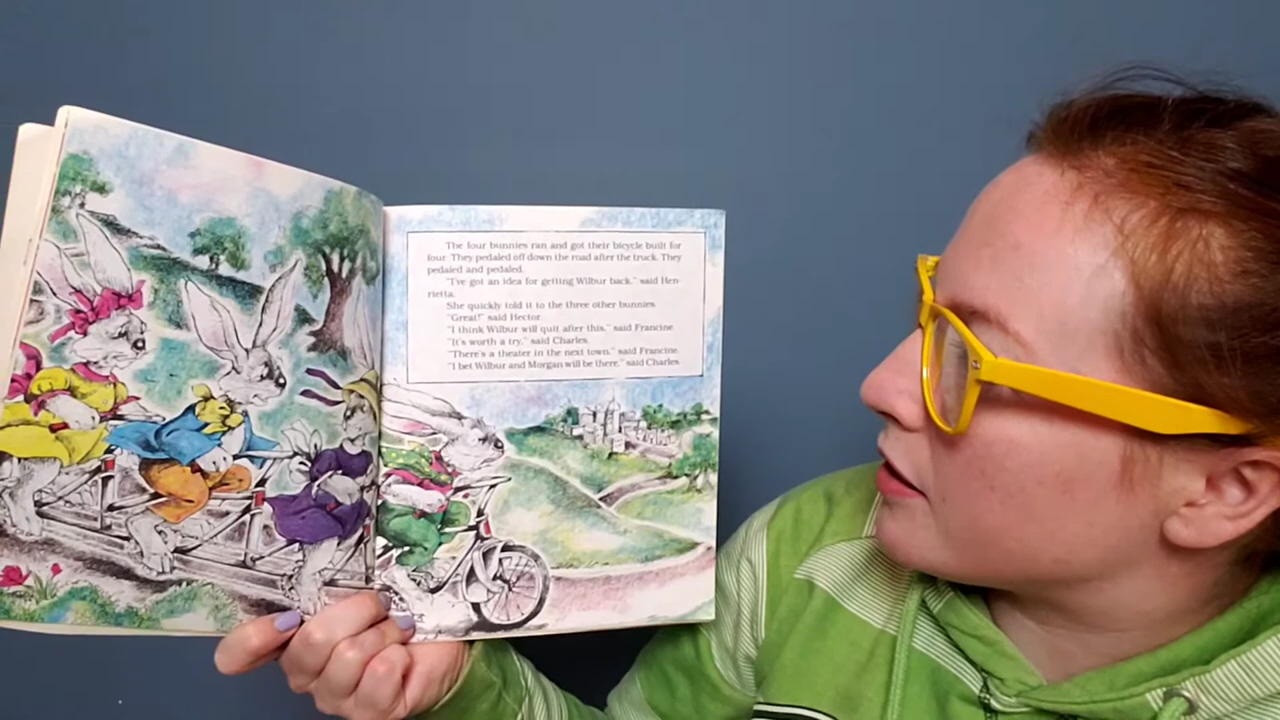 The four bunnies ran and got their bicycle built for
four. They pedaled off down the road after the truck. They
pedaled and pedaled.
"I've got an idea for getting Wilbur back," said Hen-
rietta.
She quickly told it to the three other bunnies.
"Great!" said Hector.
"I think Wilbur will quit after this," said Francine.
"It's worth a try," said Charles.
"There's a theater in the next town," said Francine.
"I bet Wilbur and Morgan will be there," said Charles.